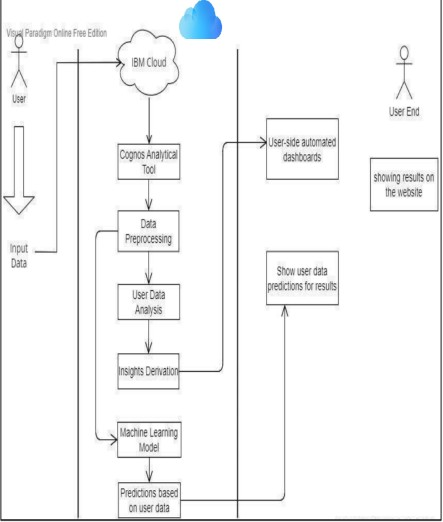 Visual Paradigm Online Free Edition
User
Input
Data
IBM Cloud
Cognos Analytical
Tool
Data
Preprocessing
User Data
Analysis
Insights Derivation
Machine Learning
Model
Predictions based
on user data
User-side automated
dashboards
Show user data
predictions for results
User End
showing results on
the website